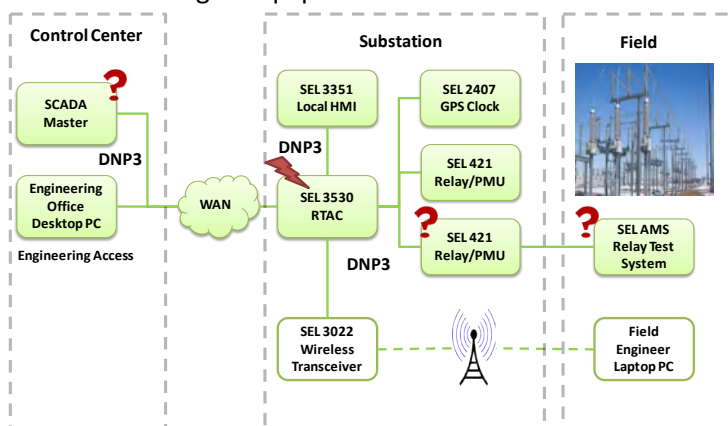 Control Center
Substation
Field
SCADA
Master
?
DNP3
Engineering
Office
Desktop PC
Engineering Access
WAN
SEL 3351
Local HMI
DNP3
SEL 3530
RTAC
DNP3
SEL 3022
Wireless
Transceiver
SEL 2407
GPS Clock
SEL 421
Relay/PMU
?
SEL 421
Relay/PMU
?
SEL AMS
Relay Test
System
Field
Engineer
Laptop PC